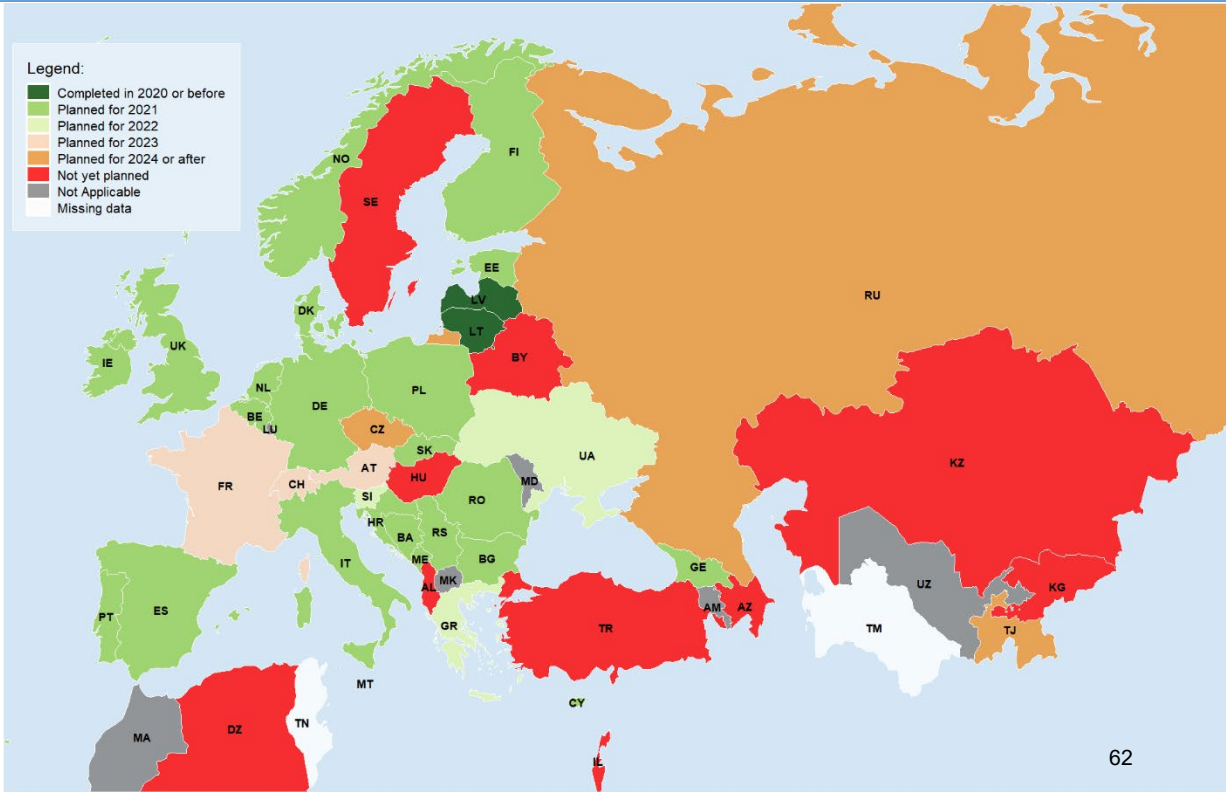 Legend:
Completed in 2020 or before
Planned for 2021
Planned for 2022
Planned for 2023
Planned for 2024 or after
Not yet planned
Not Applicable
Missing data
NO
FI
SE
EE
RU
LV
DK
LT
UK
IE
BY
NL
PL
DE
BE
LU
CZ
SK
UA
KZ
AT
HU
FR
CH
MD
SI
RO
HR
BA
RS
IT
ME
BG
GE
MK
AL
UZ
KG
PT
ES
AM
AZ
GR
TR
TM
TJ
MT
CY
TN
MA
DZ
IL
62